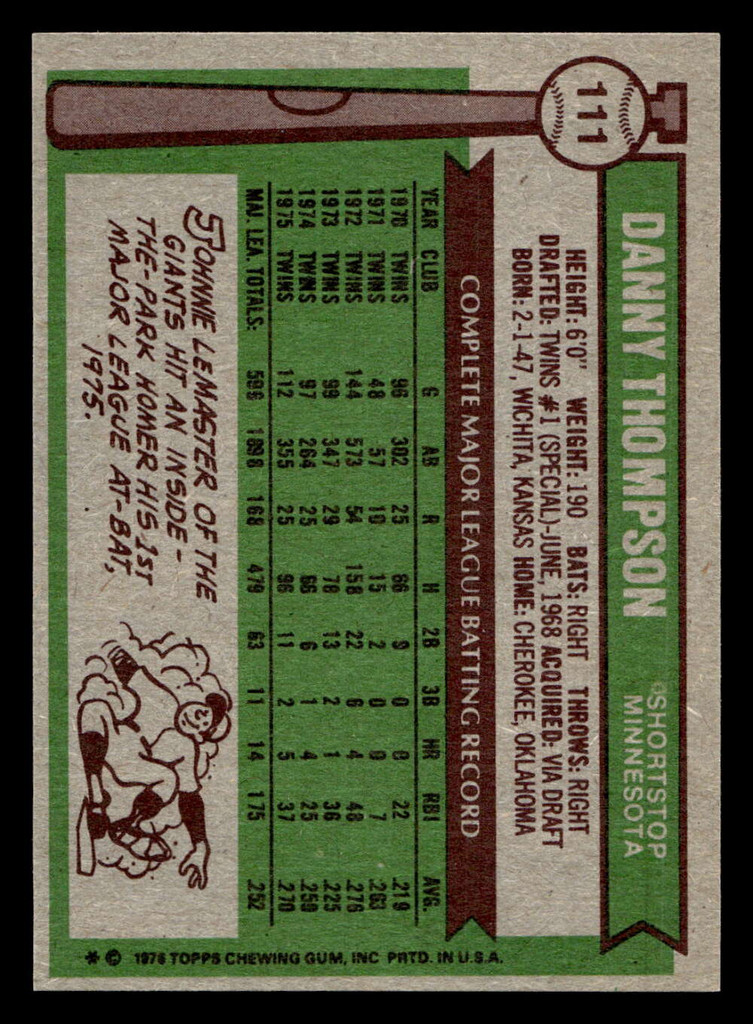 111
DANNY THOMPSON
SHORTSTOP
MINNESOTA
HEIGHT: 6'0" WEIGHT: 190 BATS: RIGHT THROWS: RIGHT
DRAFTED: TWINS #1 (SPECIAL)-JUNE, 1968 ACQUIRED: VIA DRAFT
BORN: 2-1-47, WICHITA, KANSAS HOME: CHEROKEE, OKLAHOMA
COMPLETE MAJOR LEAGUE BATTING RECORD
YEAR CLUB G AB R H 2B 3B HR RBI AVG.
1970 TWINS 96 302 25 66 9 0 0 22 .219
1971 TWINS 48 57 10 15 2 0 0 7 .263
1972 TWINS 144 573 54 158 22 6 4 48 .276
1973 TWINS 99 347 29 78 13 2 1 36 .225
1974 TWINS 97 264 25 66 6 1 4 25 .250
1975 TWINS 112 355 25 96 11 2 5 37 .270
MAJ. LEA. TOTALS: 596 1898 168 479 63 11 14 175 .252
JOHNNIE LEMASTER OF THE
GIANTS HIT AN INSIDE-
THE-PARK HOMER HIS 1ST
MAJOR LEAGUE AT-BAT,
1975.
* © 1976 TOPPS CHEWING GUM, INC PRTD. IN U.S.A.